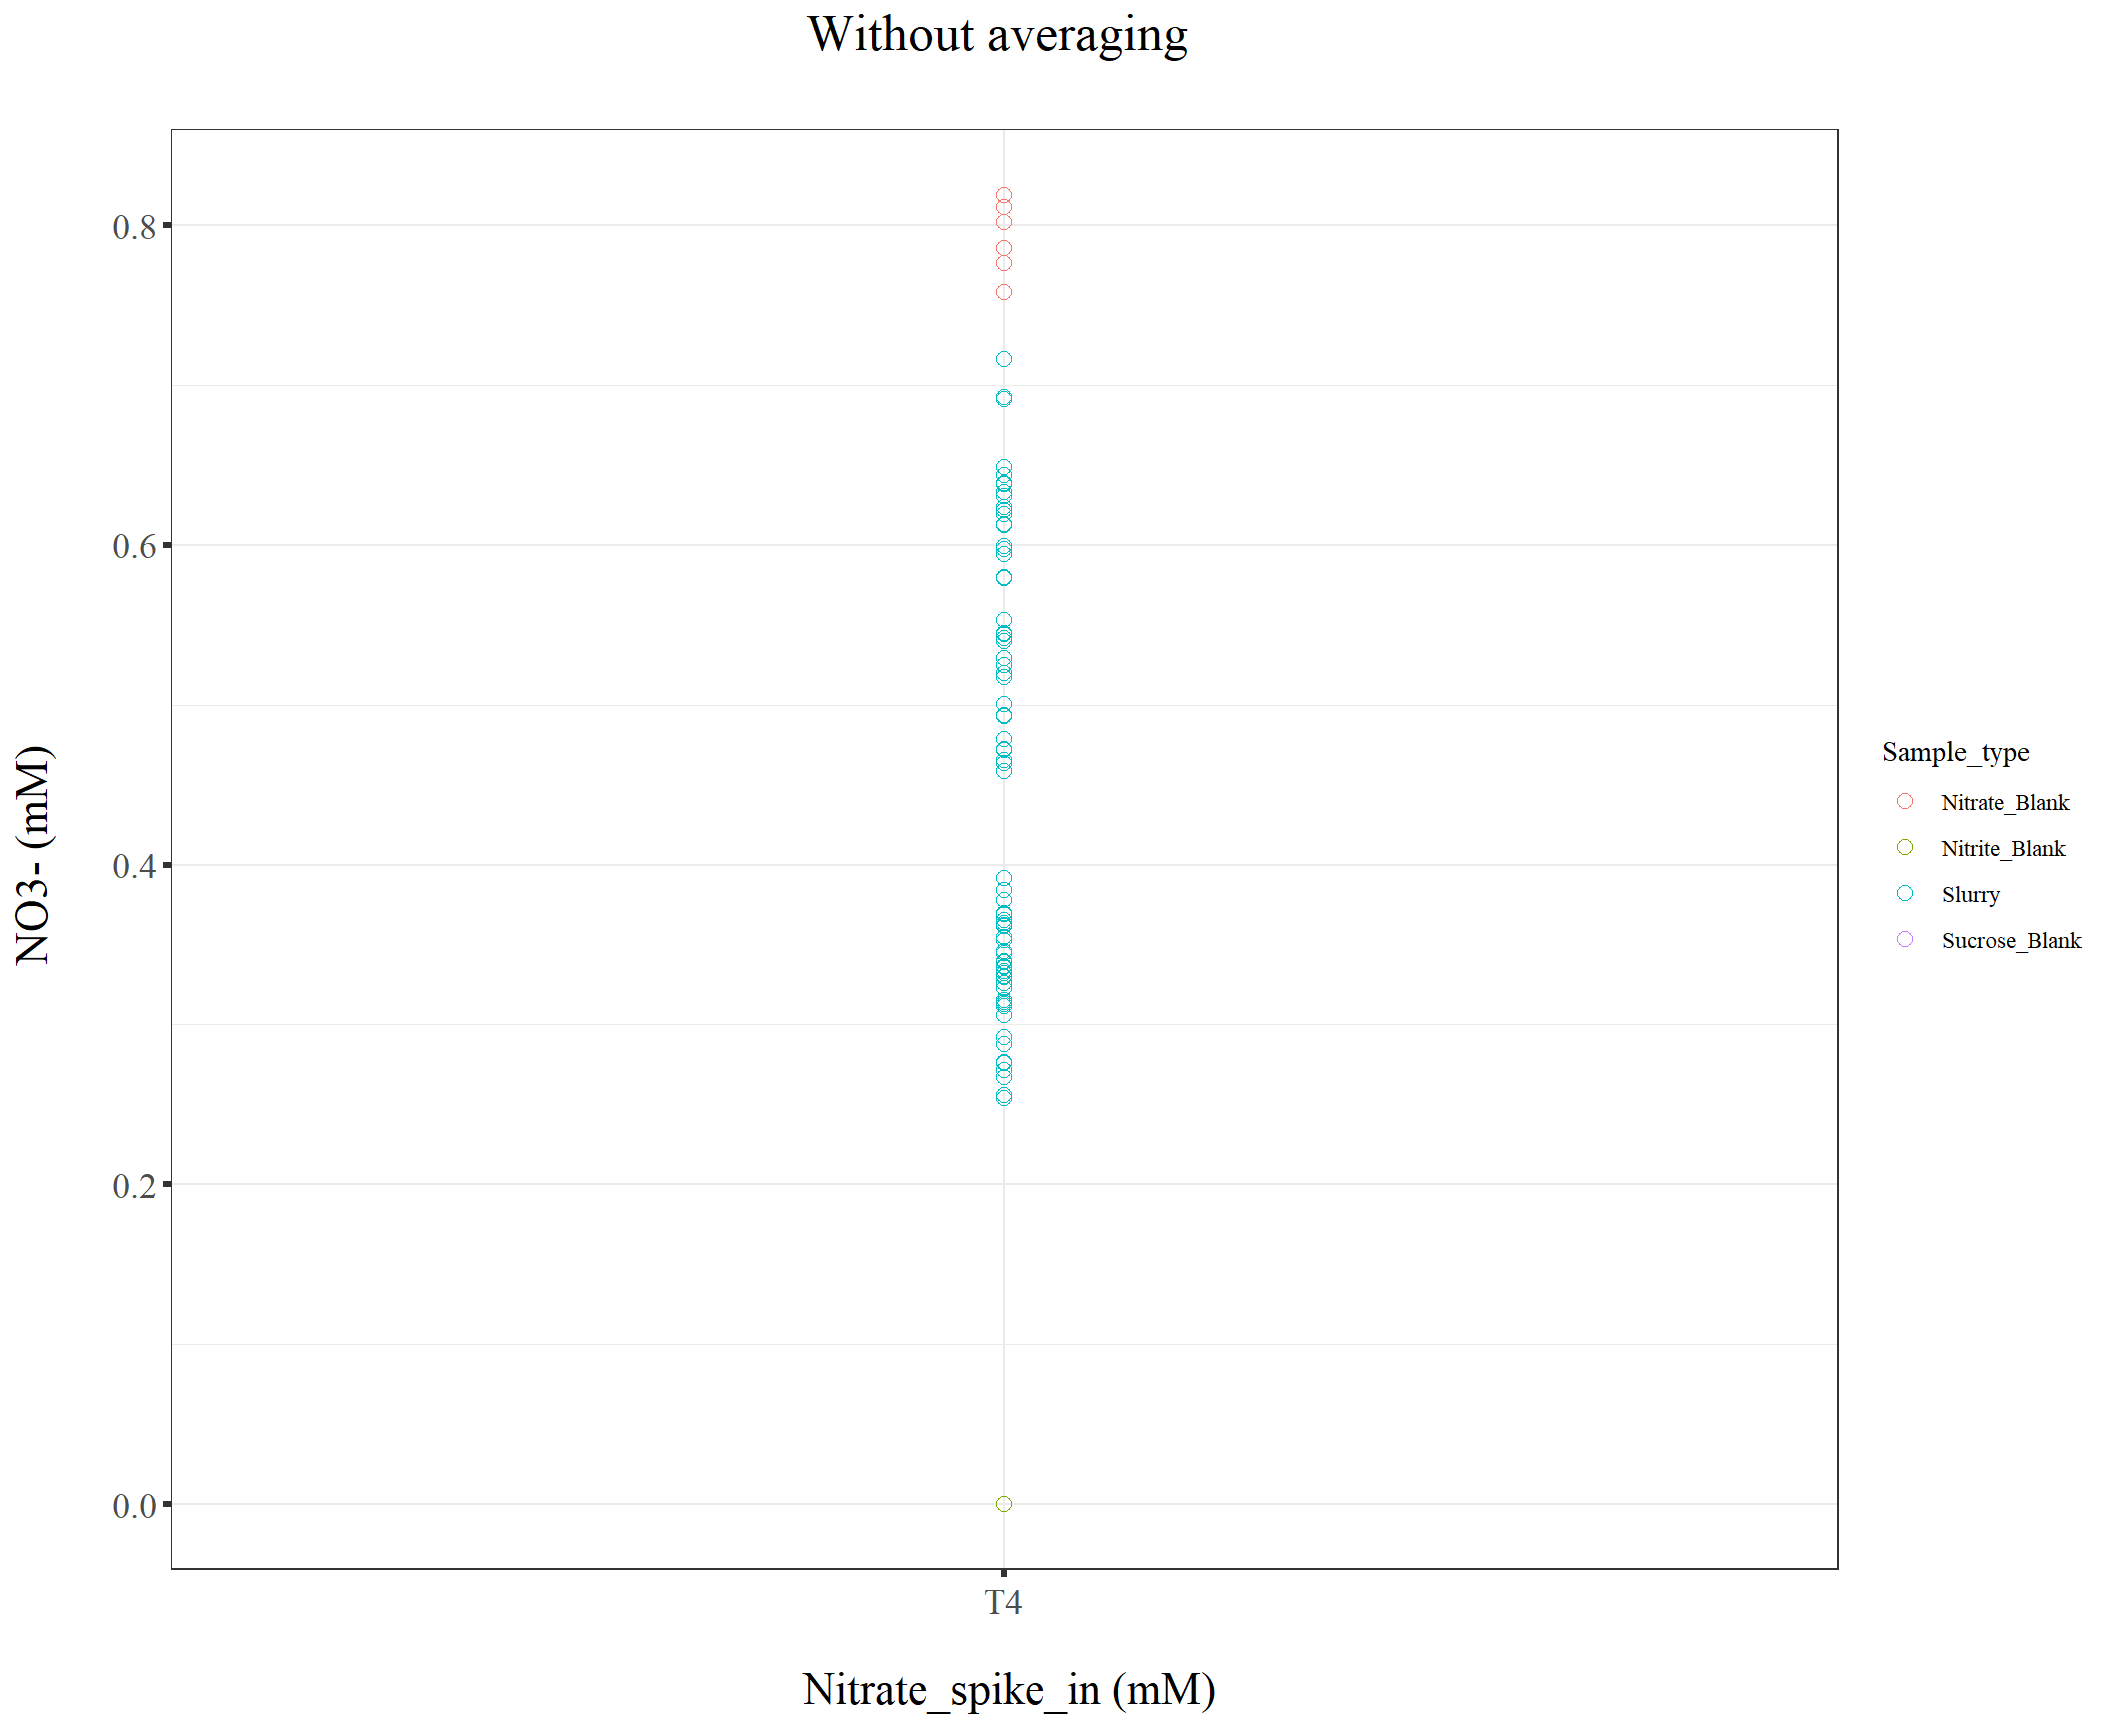 Without averaging
0.8
0.6
0.4
0.2
0.0
NO3- (mM)
T4
Nitrate_spike_in (mM)
Sample_type
Nitrate_Blank
Nitrite_Blank
Slurry
Sucrose_Blank